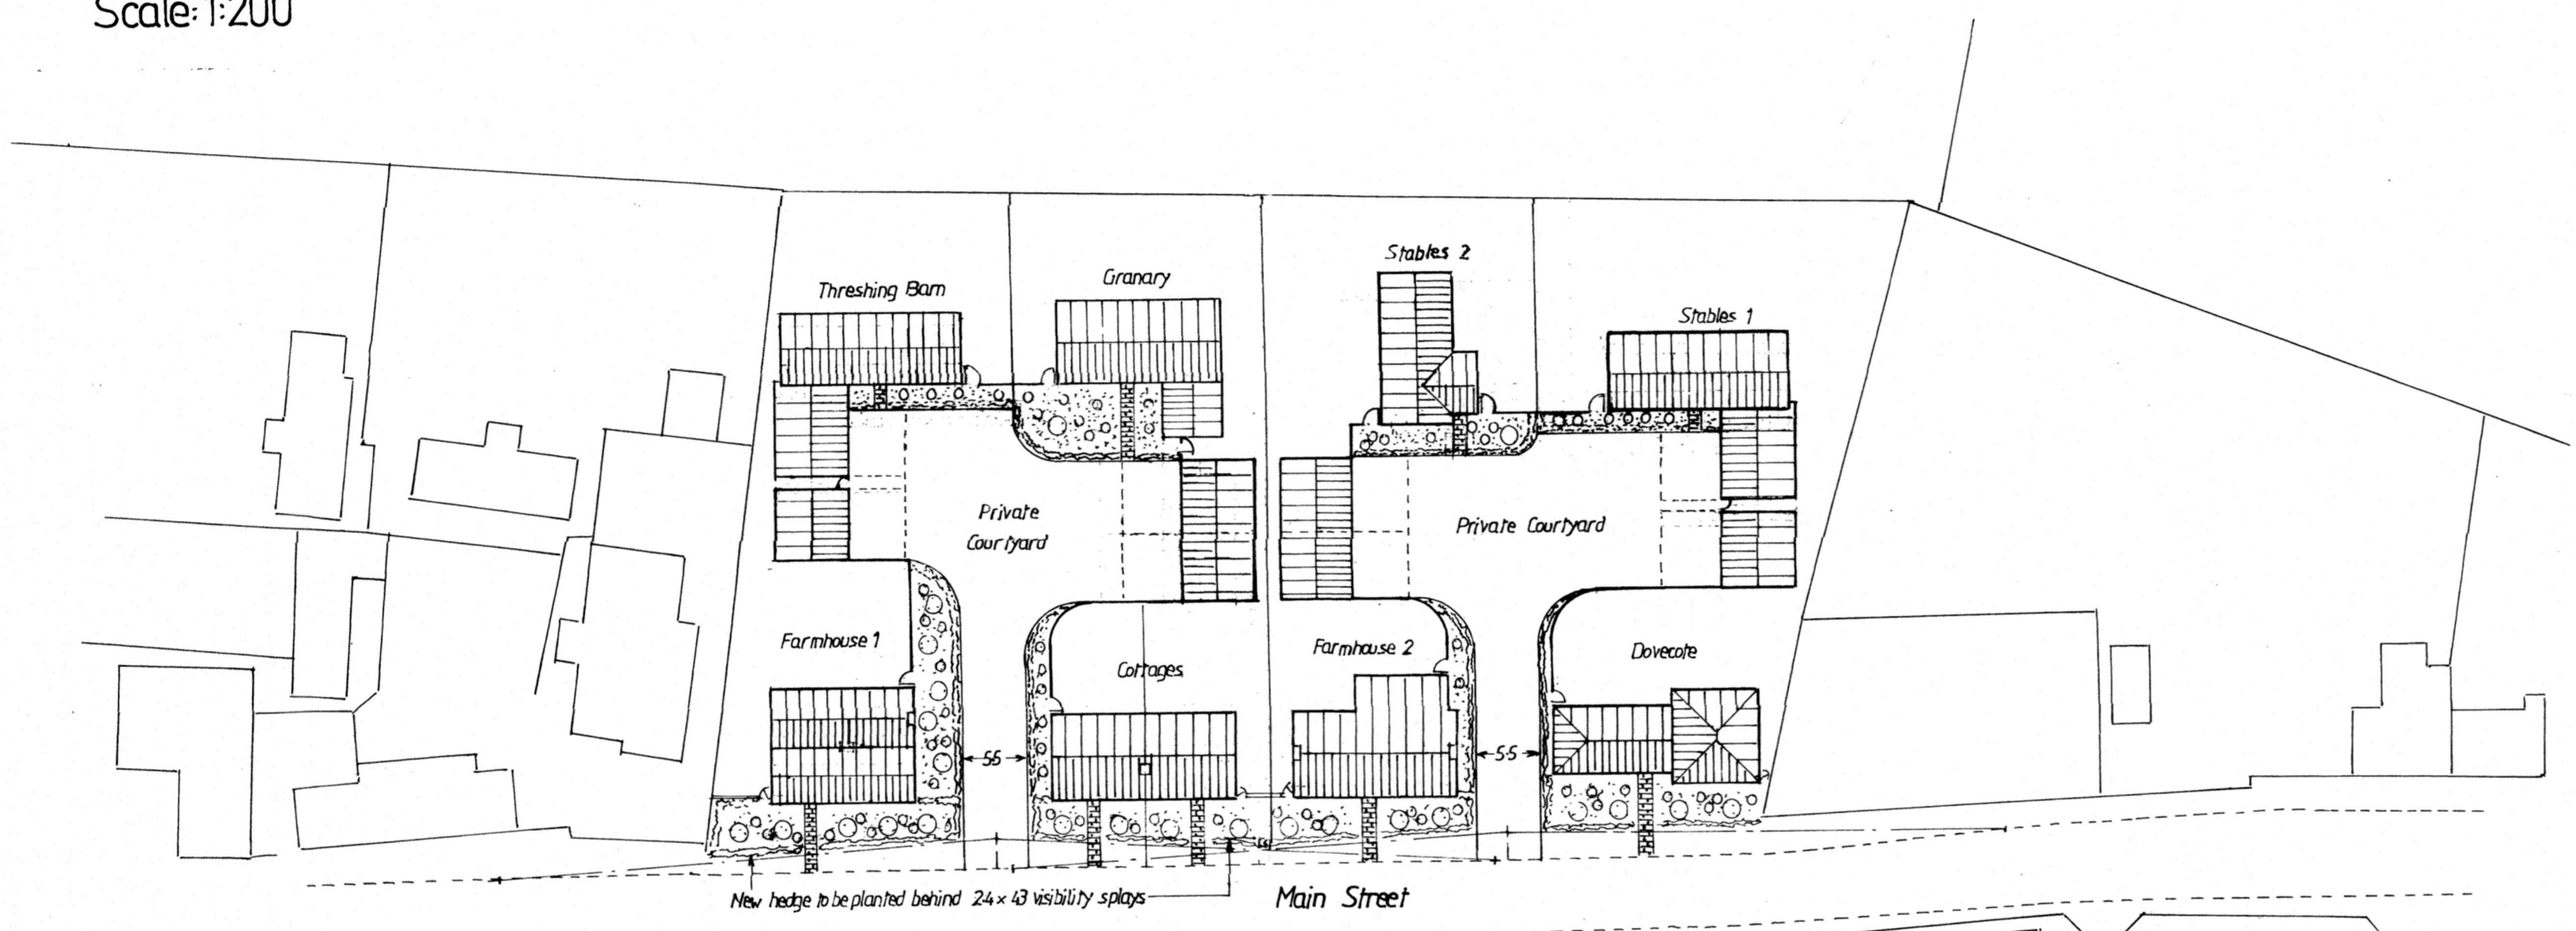 Scale: 1:200
Stables 2
Granary
Threshing Barn
Stables 1
Private
Courtyard
Private Courtyard
Farmhouse 1
Cottages
Farmhouse 2
Dovecote
5.5
5.5
New hedge to be planted behind 2.4 x 43 visibility splays
Main Street